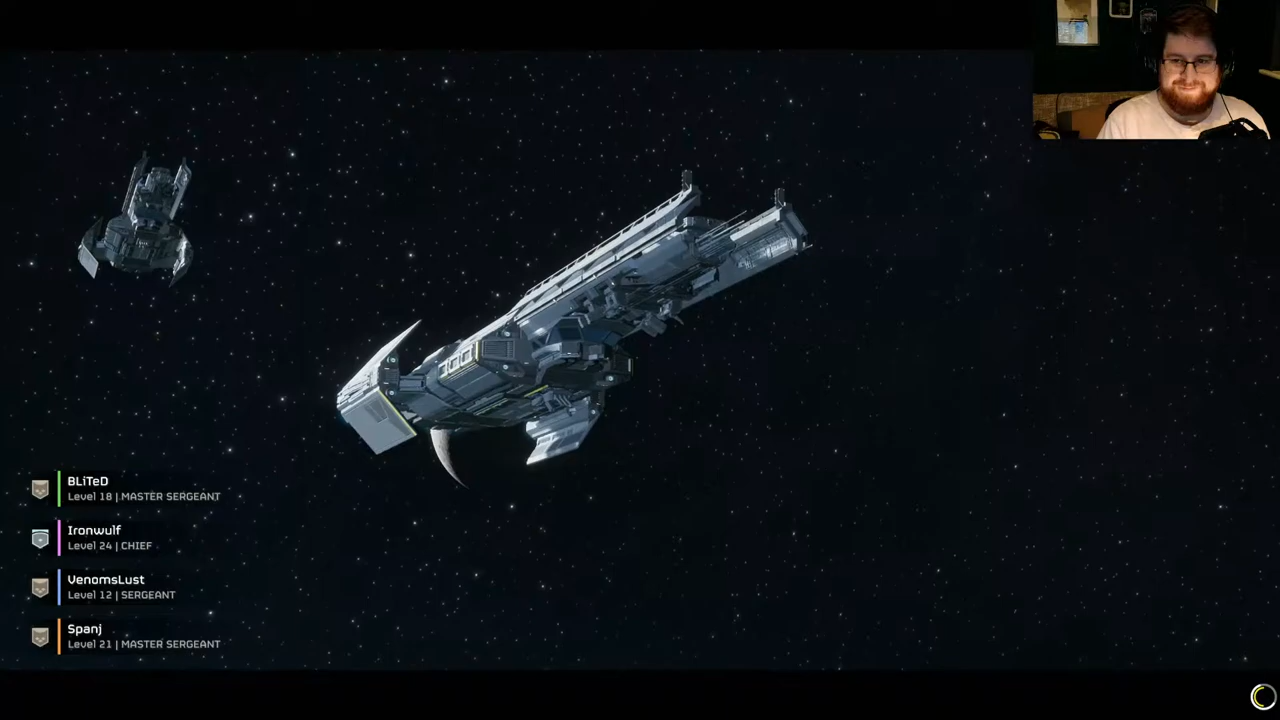 BLiTeD
Level 18 | MASTER SERGEANT
Ironwulf
Level 24 | CHIEF
VenomsLust
Level 12 | SERGEANT
Spanj
Level 21 | MASTER SERGEANT